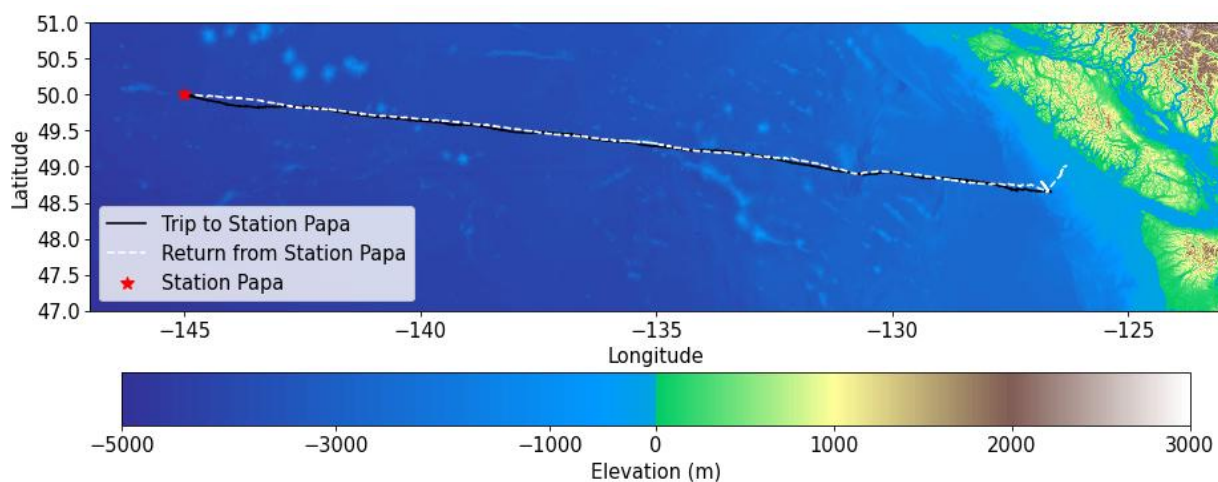 51.0
50.5
50.0
49.5
49.0
48.5
48.0
47.5
47.0
Latitude
Trip to Station Papa
Return from Station Papa
Station Papa
−145 −140 −135 −130 −125
Longitude
−5000 −3000 −1000 0 1000 2000 3000
Elevation (m)